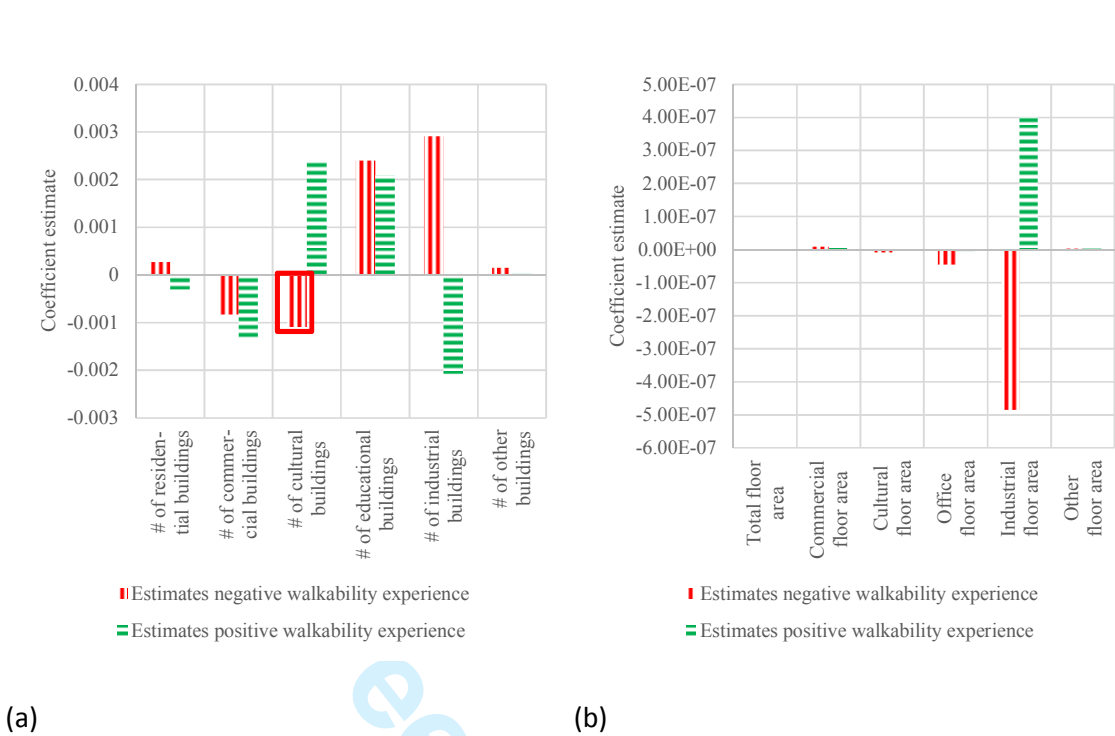 0.004
0.003
0.002
0.001
0
-0.001
-0.002
-0.003
Coefficient estimate
# of residen-
tial buildings
# of commer-
cial buildings
# of cultural
buildings
# of educational
buildings
# of industrial
buildings
# of other
buildings
Estimates negative walkability experience
Estimates positive walkability experience
(a)
5.00E-07
4.00E-07
3.00E-07
2.00E-07
1.00E-07
0.00E+00
-1.00E-07
-2.00E-07
-3.00E-07
-4.00E-07
-5.00E-07
-6.00E-07
Coefficient estimate
Total floor
area
Commercial
floor area
Cultural
floor area
Office
floor area
Industrial
floor area
Other
floor area
Estimates negative walkability experience
Estimates positive walkability experience
(b)